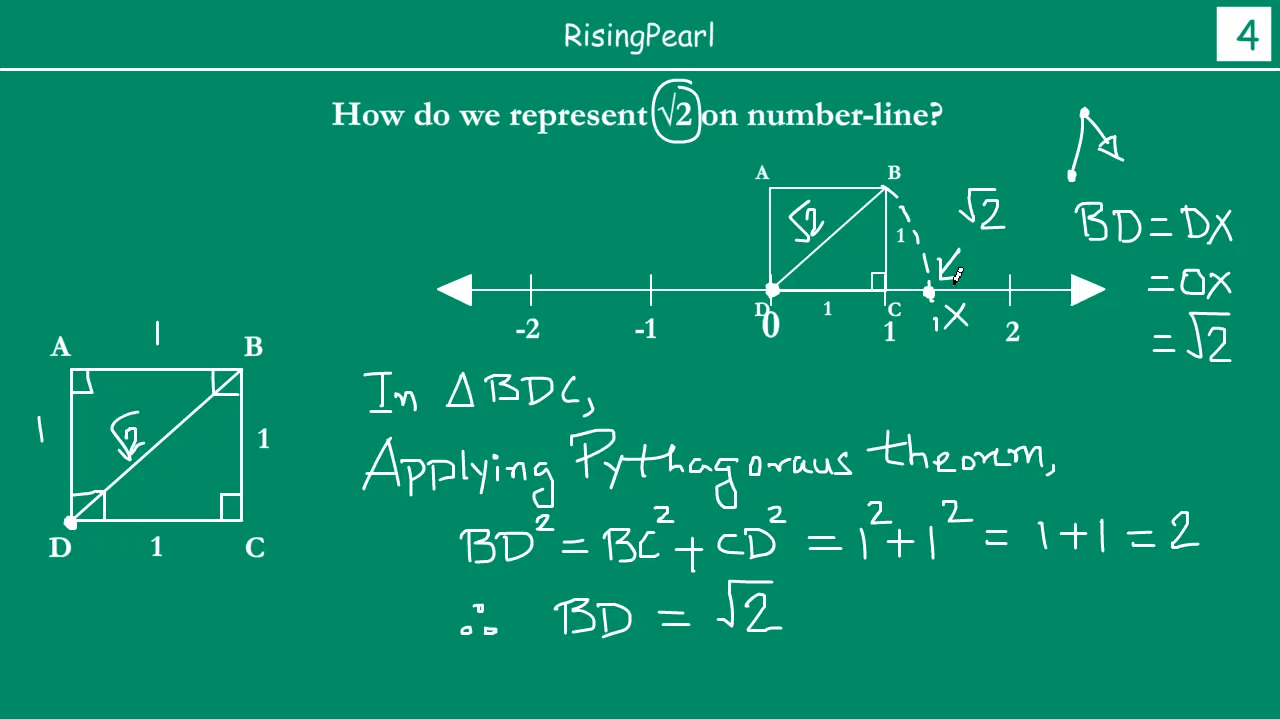 RisingPearl
4
How do we represent √2 on number-line?
A B
√2
√2
1
BD = DX
= OX
= √2
D 1 C
X
-2 -1 0 1 2
1
A B
1 √2 1
D 1 C
In △BDC,
Applying Pythagoraus theorem,
BD² = BC² + CD² = 1² + 1² = 1 + 1 = 2
∴ BD = √2